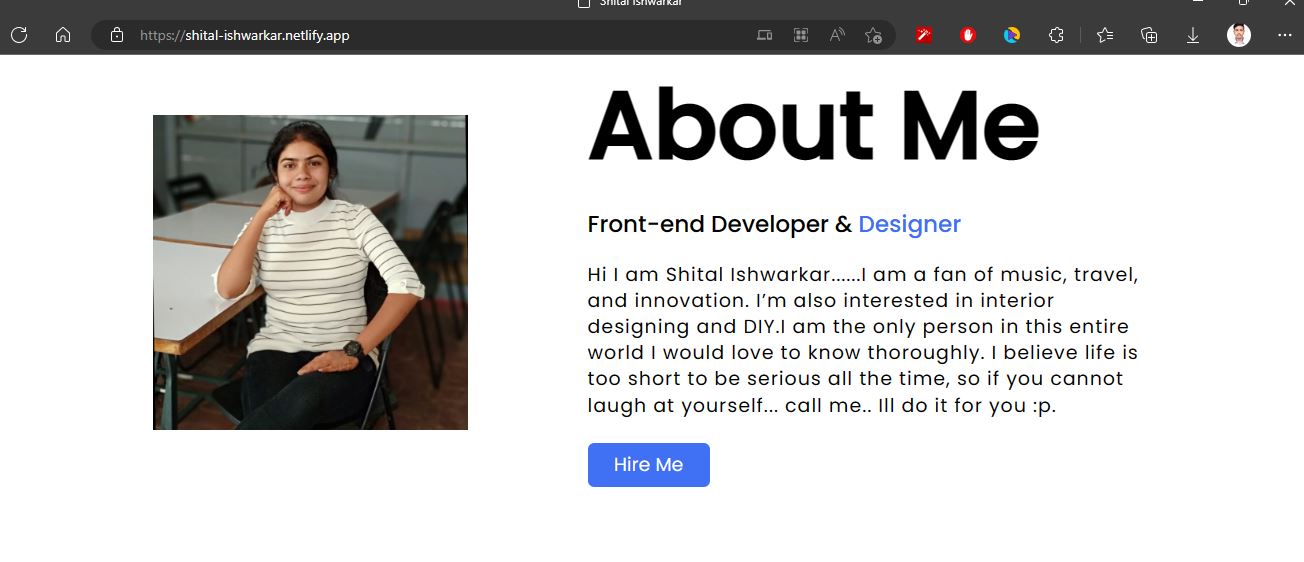 Shital Ishwarkar
https://shital-ishwarkar.netlify.app
About Me
Front-end Developer & Designer
Hi I am Shital Ishwarkar......I am a fan of music, travel,
and innovation. I’m also interested in interior
designing and DIY.I am the only person in this entire
world I would love to know thoroughly. I believe life is
too short to be serious all the time, so if you cannot
laugh at yourself... call me.. Ill do it for you :p.
Hire Me